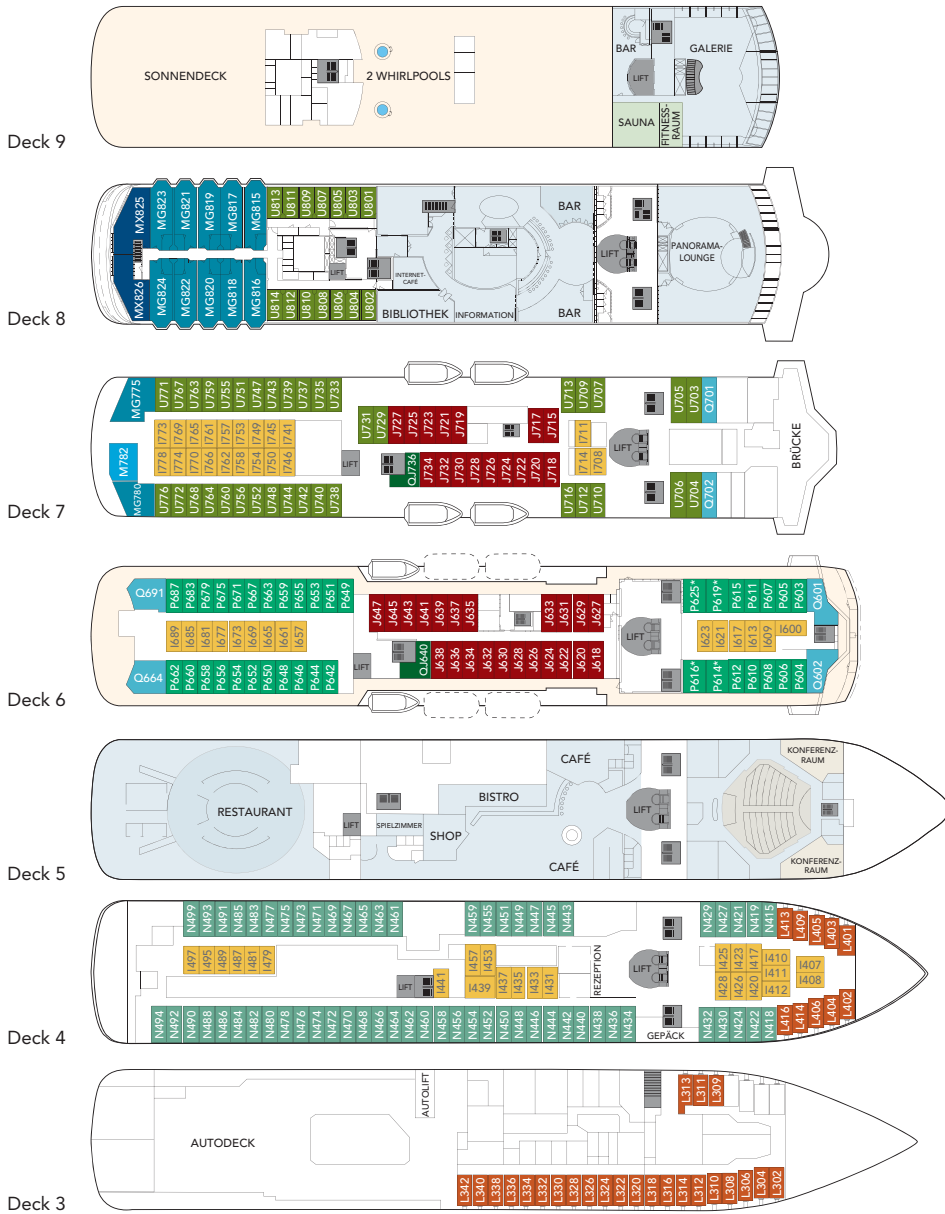 SONNENDECK
2 WHIRLPOOLS
BAR
GALERIE
LIFT
SAUNA
FITNESS-
RAUM
Deck 9
MX825
MG823
MG821
MG819
MG817
MG815
U813
U811
U809
U807
U805
U803
U801
BAR
LIFT
PANORAMA-
LOUNGE
LIFT
INTERNET-
CAFÉ
MX826
MG824
MG822
MG820
MG818
MG816
U814
U812
U810
U808
U806
U804
U802
BIBLIOTHEK
INFORMATION
BAR
Deck 8
MG775
U771
U767
U763
U759
U755
U751
U747
U743
U739
U737
U735
U733
U731
U729
J727
J725
J723
J721
J719
J717
J715
U713
U709
U707
U705
U703
Q701
I773
I769
I765
I761
I757
I753
I749
I745
I741
I711
M782
I778
I774
I770
I766
I762
I758
I754
I750
I746
LIFT
QJ736
J734
J732
J730
J728
J726
J724
J722
J720
J718
I714
I708
LIFT
BRÜCKE
MG780
U776
U772
U768
U764
U760
U756
U752
U748
U744
U742
U740
U738
U716
U712
U710
U706
U704
Q702
Deck 7
Q691
P687
P683
P679
P675
P671
P667
P663
P659
P655
P653
P651
P649
J647
J645
J643
J641
J639
J637
J635
J633
J631
J629
J627
P625*
P619*
P615
P611
P607
P605
P603
Q601
I689
I685
I681
I677
I673
I669
I665
I661
I657
LIFT
I623
I621
I617
I613
I609
I600
Q664
P662
P660
P658
P656
P654
P652
P650
P648
P646
P644
P642
LIFT
QJ640
J638
J636
J634
J632
J630
J628
J626
J624
J622
J620
J618
P616*
P614*
P612
P610
P608
P606
P604
Q602
Deck 6
RESTAURANT
LIFT
SPIELZIMMER
SHOP
BISTRO
CAFÉ
CAFÉ
LIFT
KONFERENZ-
RAUM
KONFERENZ-
RAUM
Deck 5
N499
N493
N491
N485
N483
N477
N475
N473
N471
N469
N467
N465
N463
N461
N459
N455
N451
N449
N447
N445
N443
N429
N427
N421
N419
N415
L413
L409
L405
L403
L401
I497
I495
I489
I487
I481
I479
LIFT
I441
I457
I453
I439
I437
I435
I433
I431
REZEPTION
LIFT
I425
I423
I417
I410
I411
I412
I428
I426
I420
I407
I408
N494
N492
N490
N488
N486
N484
N482
N480
N478
N476
N474
N472
N470
N468
N466
N464
N462
N460
N458
N456
N454
N452
N450
N448
N446
N444
N442
N440
N438
N436
N434
GEPÄCK
N432
N430
N424
N422
N418
L416
L414
L406
L404
L402
Deck 4
AUTODECK
AUTOLIFT
L313
L311
L309
L342
L340
L338
L336
L334
L332
L330
L328
L326
L324
L322
L320
L318
L316
L314
L312
L310
L308
L306
L304
L302
Deck 3